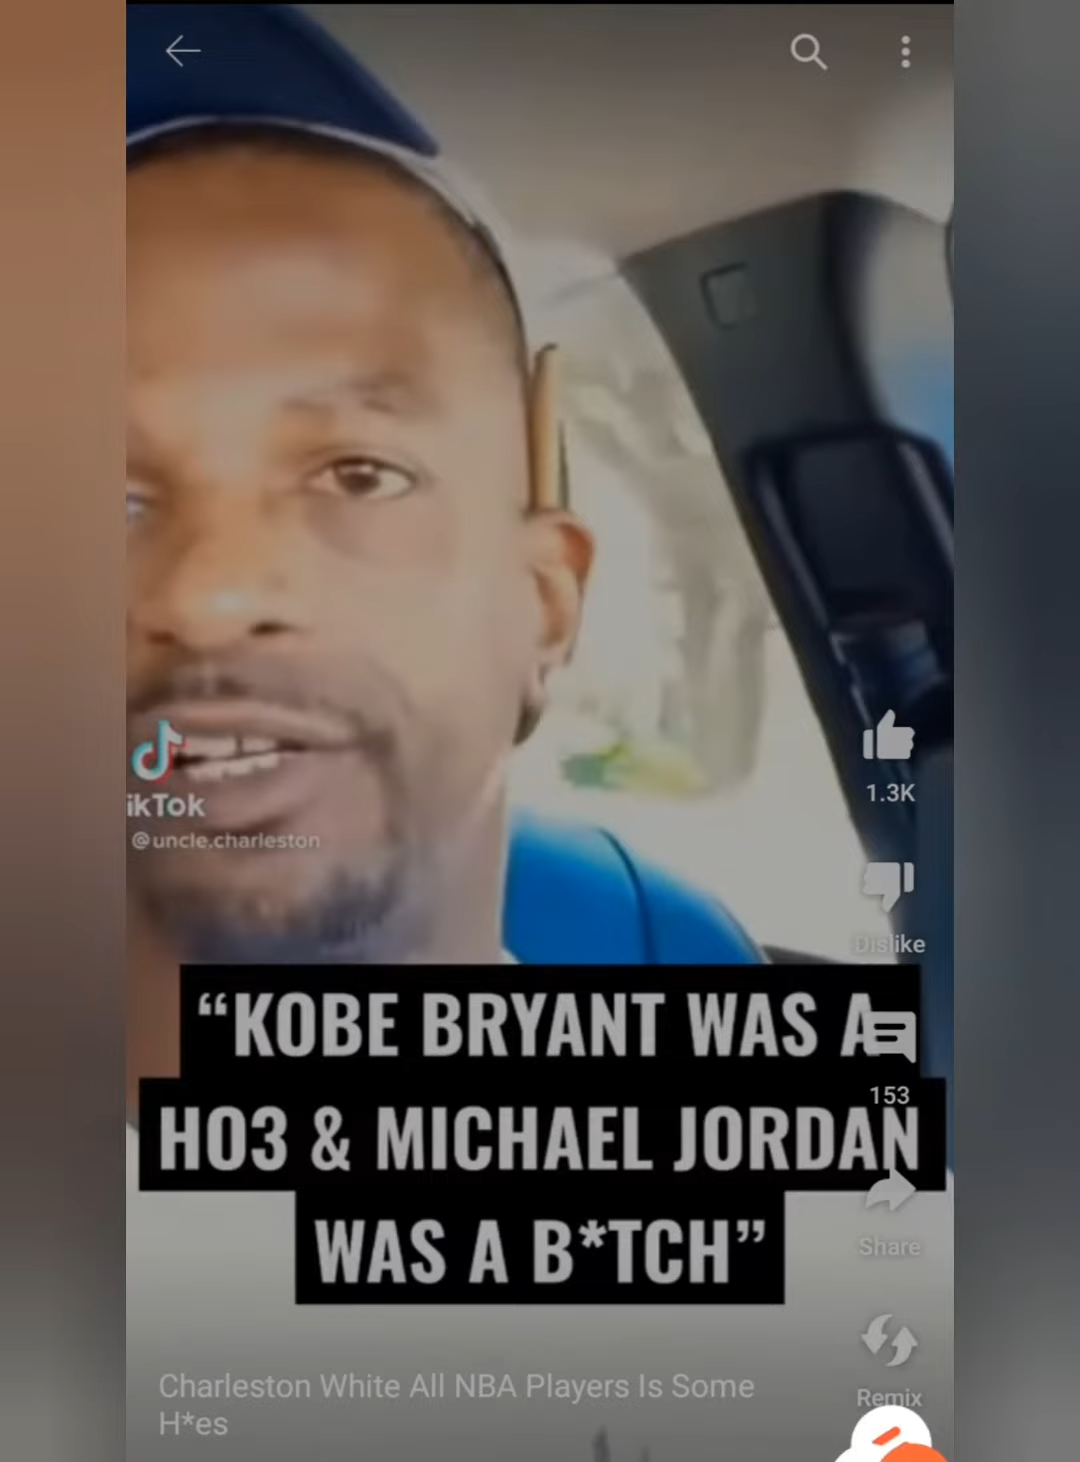 ikTok
@uncle.charleston
1.3K
Dislike
“KOBE BRYANT WAS A
153
HO3 & MICHAEL JORDAN
WAS A B*TCH”
Share
Charleston White All NBA Players Is Some
H*es
Remix